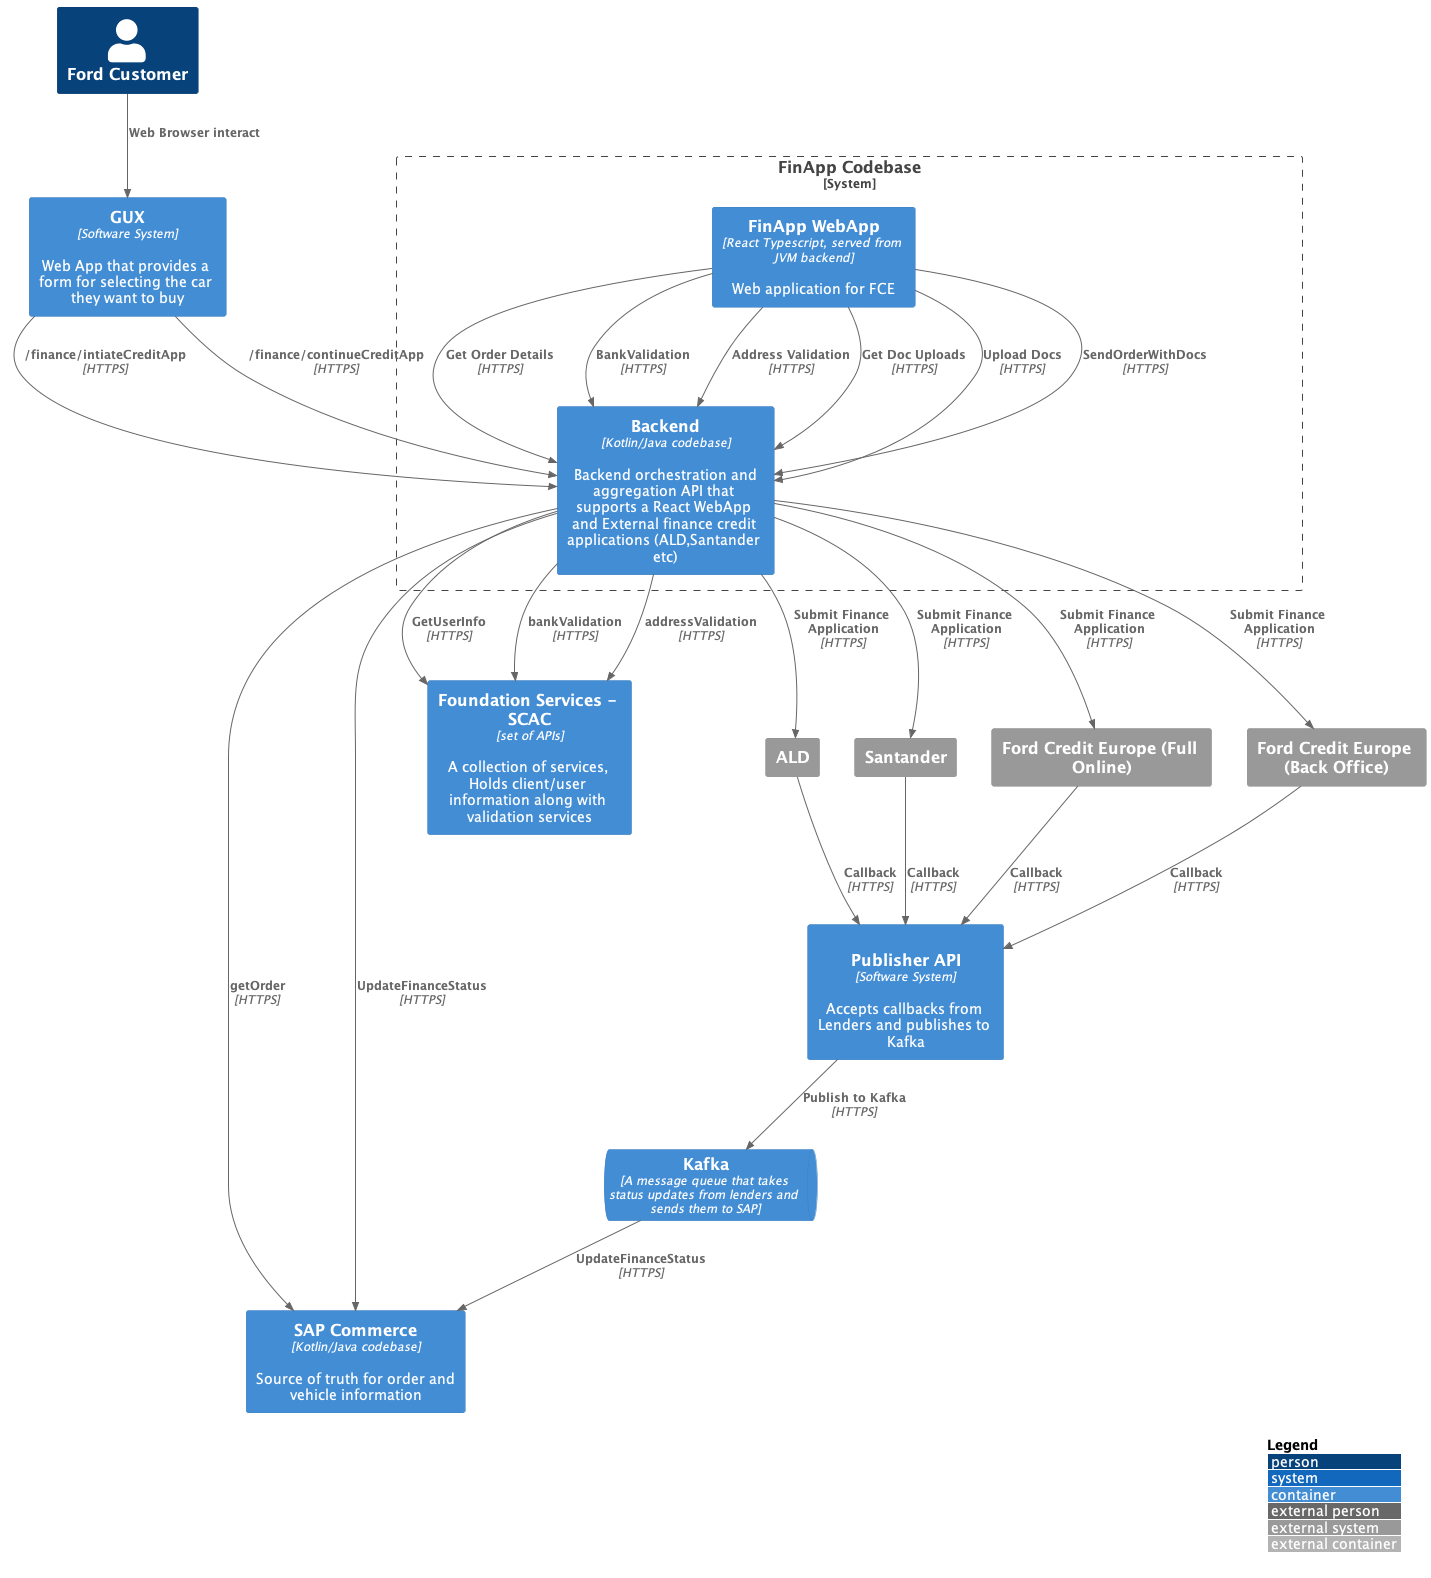 Ford Customer
Web Browser interact
FinApp Codebase
[System]
GUX
[Software System]
Web App that provides a
form for selecting the car
they want to buy
FinApp WebApp
[React Typescript, served from
JVM backend]
Web application for FCE
/finance/intiateCreditApp
[HTTPS]
/finance/continueCreditApp
[HTTPS]
Get Order Details
[HTTPS]
BankValidation
[HTTPS]
Address Validation
[HTTPS]
Get Doc Uploads
[HTTPS]
Upload Docs
[HTTPS]
SendOrderWithDocs
[HTTPS]
Backend
[Kotlin/Java codebase]
Backend orchestration and
aggregation API that
supports a React WebApp
and External finance credit
applications (ALD,Santander
etc)
GetUserInfo
[HTTPS]
bankValidation
[HTTPS]
addressValidation
[HTTPS]
Submit Finance
Application
[HTTPS]
Submit Finance
Application
[HTTPS]
Submit Finance
Application
[HTTPS]
Submit Finance
Application
[HTTPS]
Foundation Services -
SCAC
[set of APIs]
A collection of services,
Holds client/user
information along with
validation services
ALD
Santander
Ford Credit Europe (Full
Online)
Ford Credit Europe
(Back Office)
Callback
[HTTPS]
Callback
[HTTPS]
Callback
[HTTPS]
Callback
[HTTPS]
Publisher API
[Software System]
Accepts callbacks from
Lenders and publishes to
Kafka
getOrder
[HTTPS]
UpdateFinanceStatus
[HTTPS]
Publish to Kafka
[HTTPS]
Kafka
[A message queue that takes
status updates from lenders and
sends them to SAP]
UpdateFinanceStatus
[HTTPS]
SAP Commerce
[Kotlin/Java codebase]
Source of truth for order and
vehicle information
Legend
person
system
container
external person
external system
external container